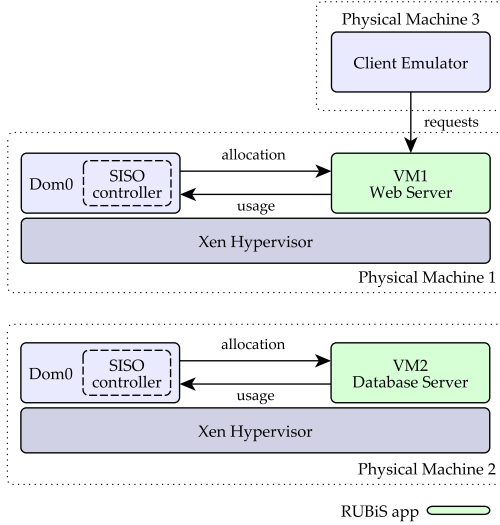 Physical Machine 3
Client Emulator
requests
Dom0
SISO
controller
allocation
usage
VM1
Web Server
Xen Hypervisor
Physical Machine 1
Dom0
SISO
controller
allocation
usage
VM2
Database Server
Xen Hypervisor
Physical Machine 2
RUBiS app